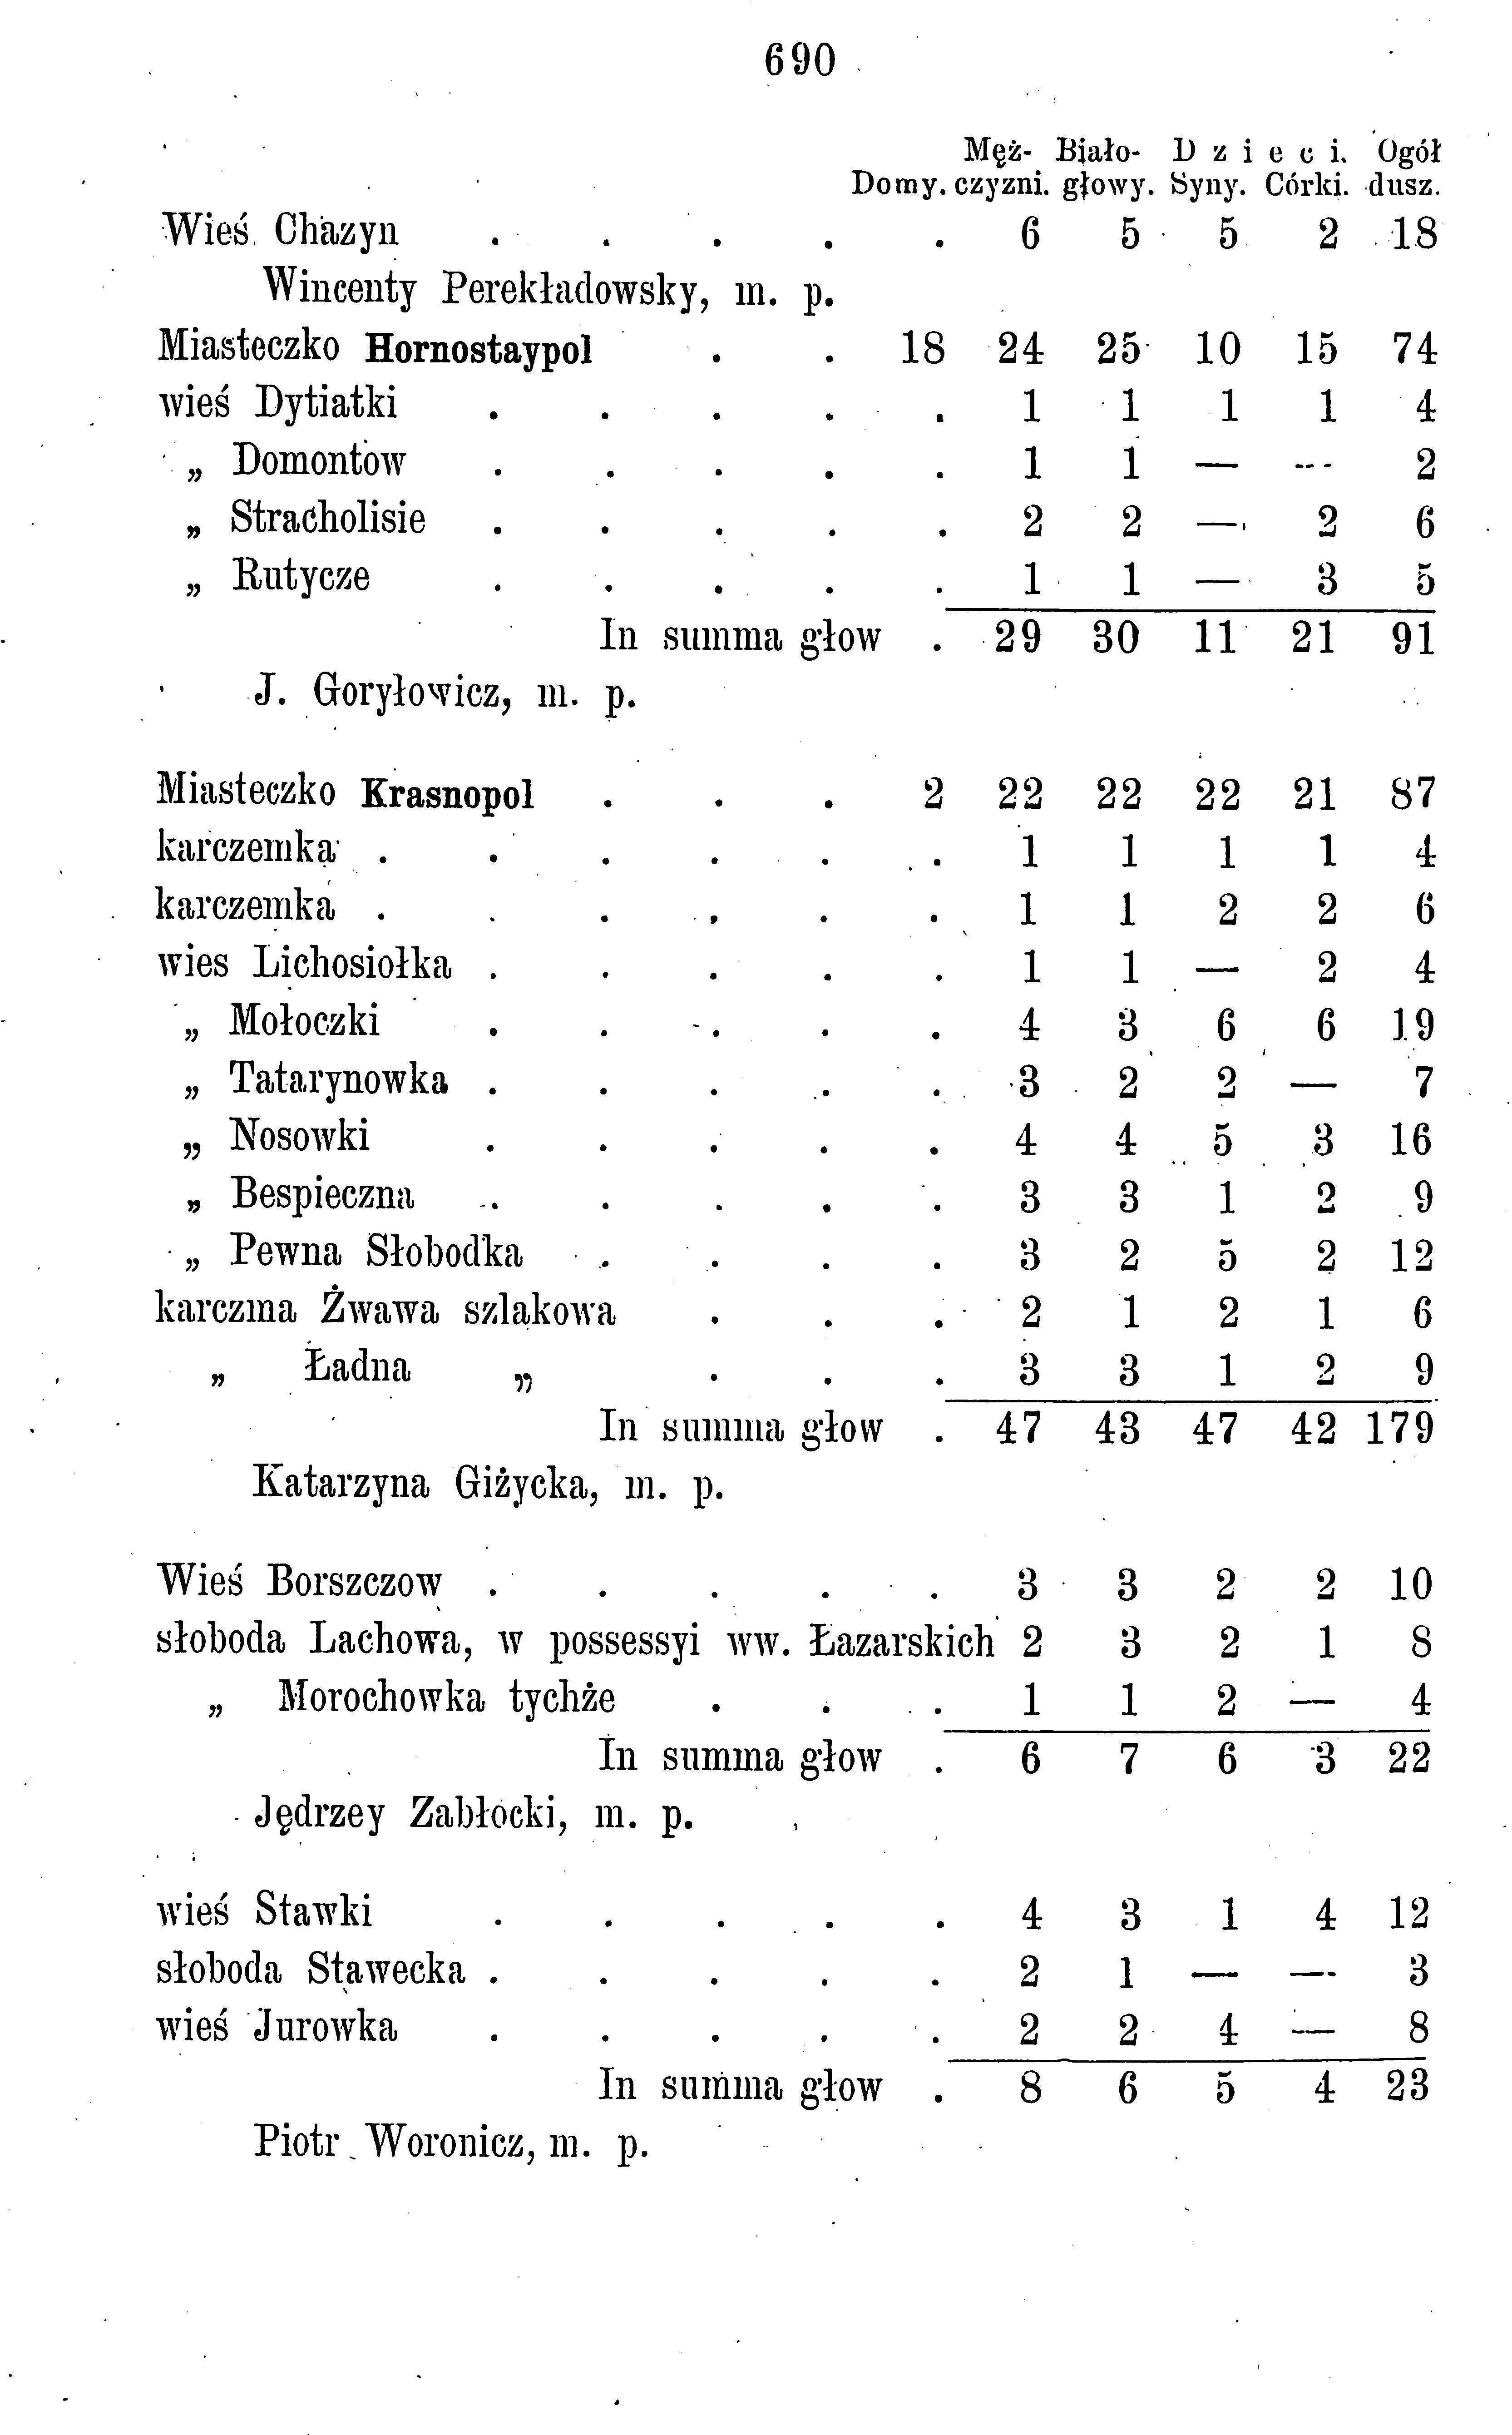 690
Męż- Biało- D z i e c i. Ogół
Domy. czyzni. głowy. Syny. Córki. dusz.
Wieś Chazyn . . . . . 6 5 5 2 18
Wincenty Perekładowsky, m. p.
Miasteczko Hornostaypol . . 18 24 25 10 15 74
wieś Dytiatki . . . . . 1 1 1 1 4
„ Domontow . . . . . 1 1 — — 2
„ Stracholisie . . . . . 2 2 — 2 6
„ Rutycze . . . . . 1 1 — 3 5
In summa głow . 29 30 11 21 91
J. Goryłowicz, m. p.
Miasteczko Krasnopol . . . 2 22 22 22 21 87
karczemka . . . . . . 1 1 1 1 4
karczemka . . . . . . 1 1 2 2 6
wies Lichosiołka . . . . . 1 1 — 2 4
„ Mołoczki . . . . . 4 3 6 6 19
„ Tatarynowka . . . . . 3 2 2 — 7
„ Nosowki . . . . . 4 4 5 3 16
„ Bespieczna . . . . . 3 3 1 2 9
„ Pewna Słobodka . . . . 3 2 5 2 12
karczma Żwawa szlakowa . . . 2 1 2 1 6
„ Ładna „ . . . 3 3 1 2 9
In summa głow . 47 43 47 42 179
Katarzyna Giżycka, m. p.
Wieś Borszczow . . . . . 3 3 2 2 10
słoboda Lachowa, w possessyi ww. Łazarskich 2 3 2 1 8
„ Morochowka tychże . . . 1 1 2 — 4
In summa głow . 6 7 6 3 22
Jędrzey Zabłocki, m. p.
wieś Stawki . . . . . 4 3 1 4 12
słoboda Stawecka . . . . . 2 1 — — 3
wieś Jurowka . . . . . 2 2 4 — 8
In summa głow . 8 6 5 4 23
Piotr Woronicz, m. p.